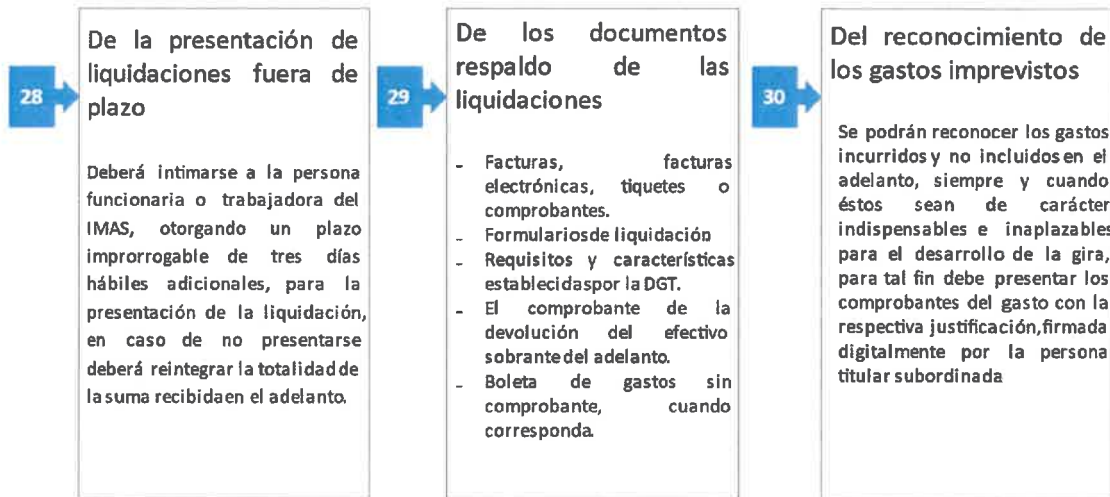 28
De la presentación de
liquidaciones fuera de
plazo
Deberá intimarse a la persona
funcionaria o trabajadora del
IMAS, otorgando un plazo
improrrogable de tres días
hábiles adicionales, para la
presentación de la liquidación,
en caso de no presentarse
deberá reintegrar la totalidad de
la suma recibida en el adelanto.
29
De los documentos
respaldo de las
liquidaciones
- Facturas, facturas
electrónicas, tiquetes o
comprobantes.
- Formularios de liquidación
- Requisitos y características
establecidas por la DGT.
- El comprobante de la
devolución del efectivo
sobrante del adelanto.
- Boleta de gastos sin
comprobante, cuando
corresponda.
30
Del reconocimiento de
los gastos imprevistos
Se podrán reconocer los gastos
incurridos y no incluidos en el
adelanto, siempre y cuando
éstos sean de carácter
indispensables e inaplazables
para el desarrollo de la gira,
para tal fin debe presentar los
comprobantes del gasto con la
respectiva justificación, firmada
digitalmente por la persona
titular subordinada